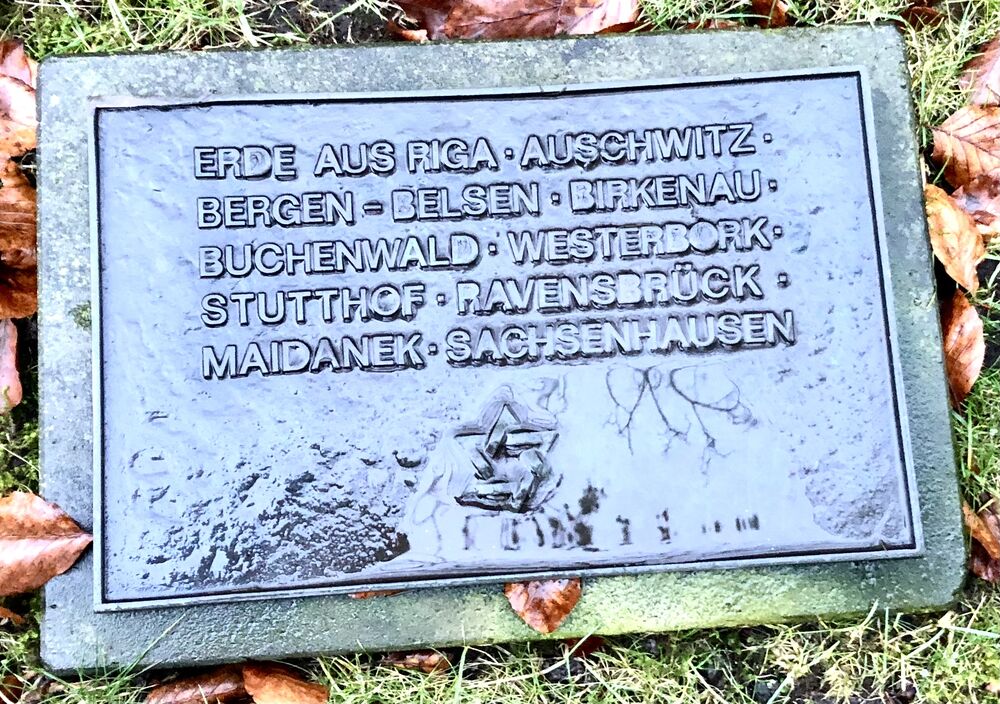 ERDE AUS RIGA · AUSCHWITZ ·
BERGEN - BELSEN · BIRKENAU ·
BUCHENWALD · WESTERBORK ·
STUTTHOF · RAVENSBRÜCK ·
MAIDANEK · SACHSENHAUSEN